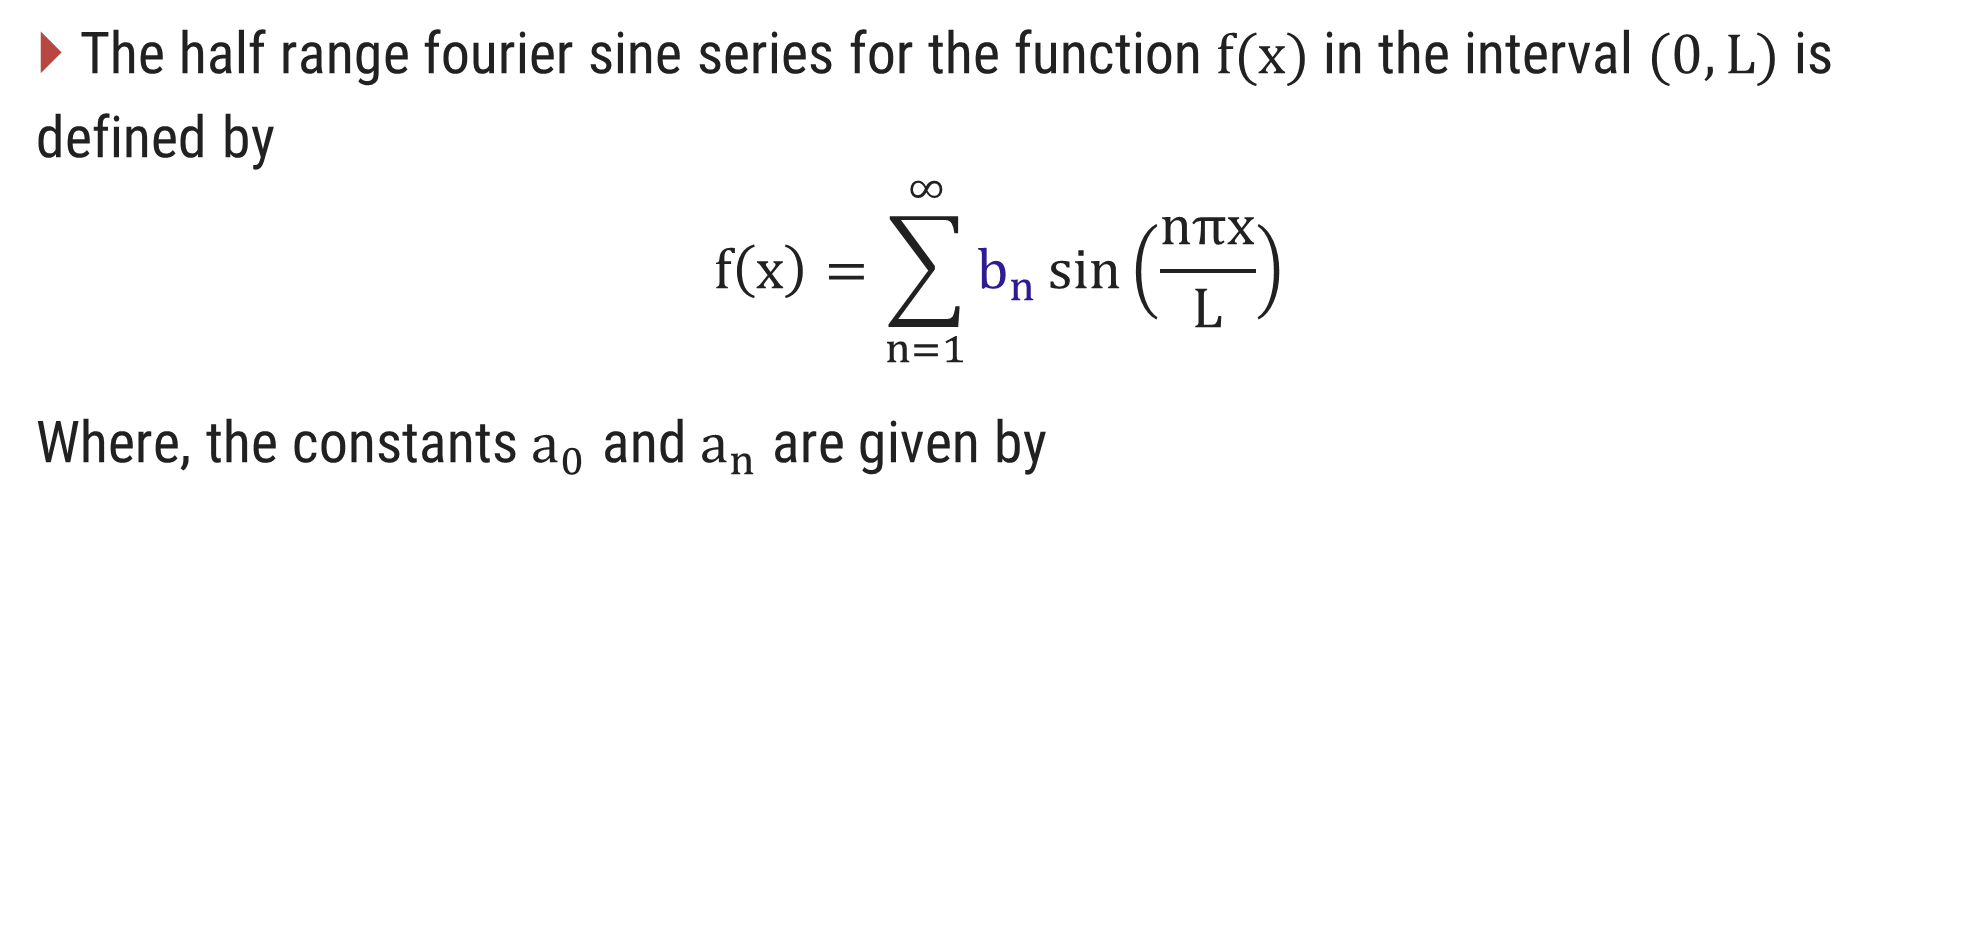 The half range fourier sine series for the function f(x) in the interval (0, L) is
defined by
f(x) = ∑_{n=1}^{∞} b_n sin(nπx/L)
Where, the constants a_0 and a_n are given by